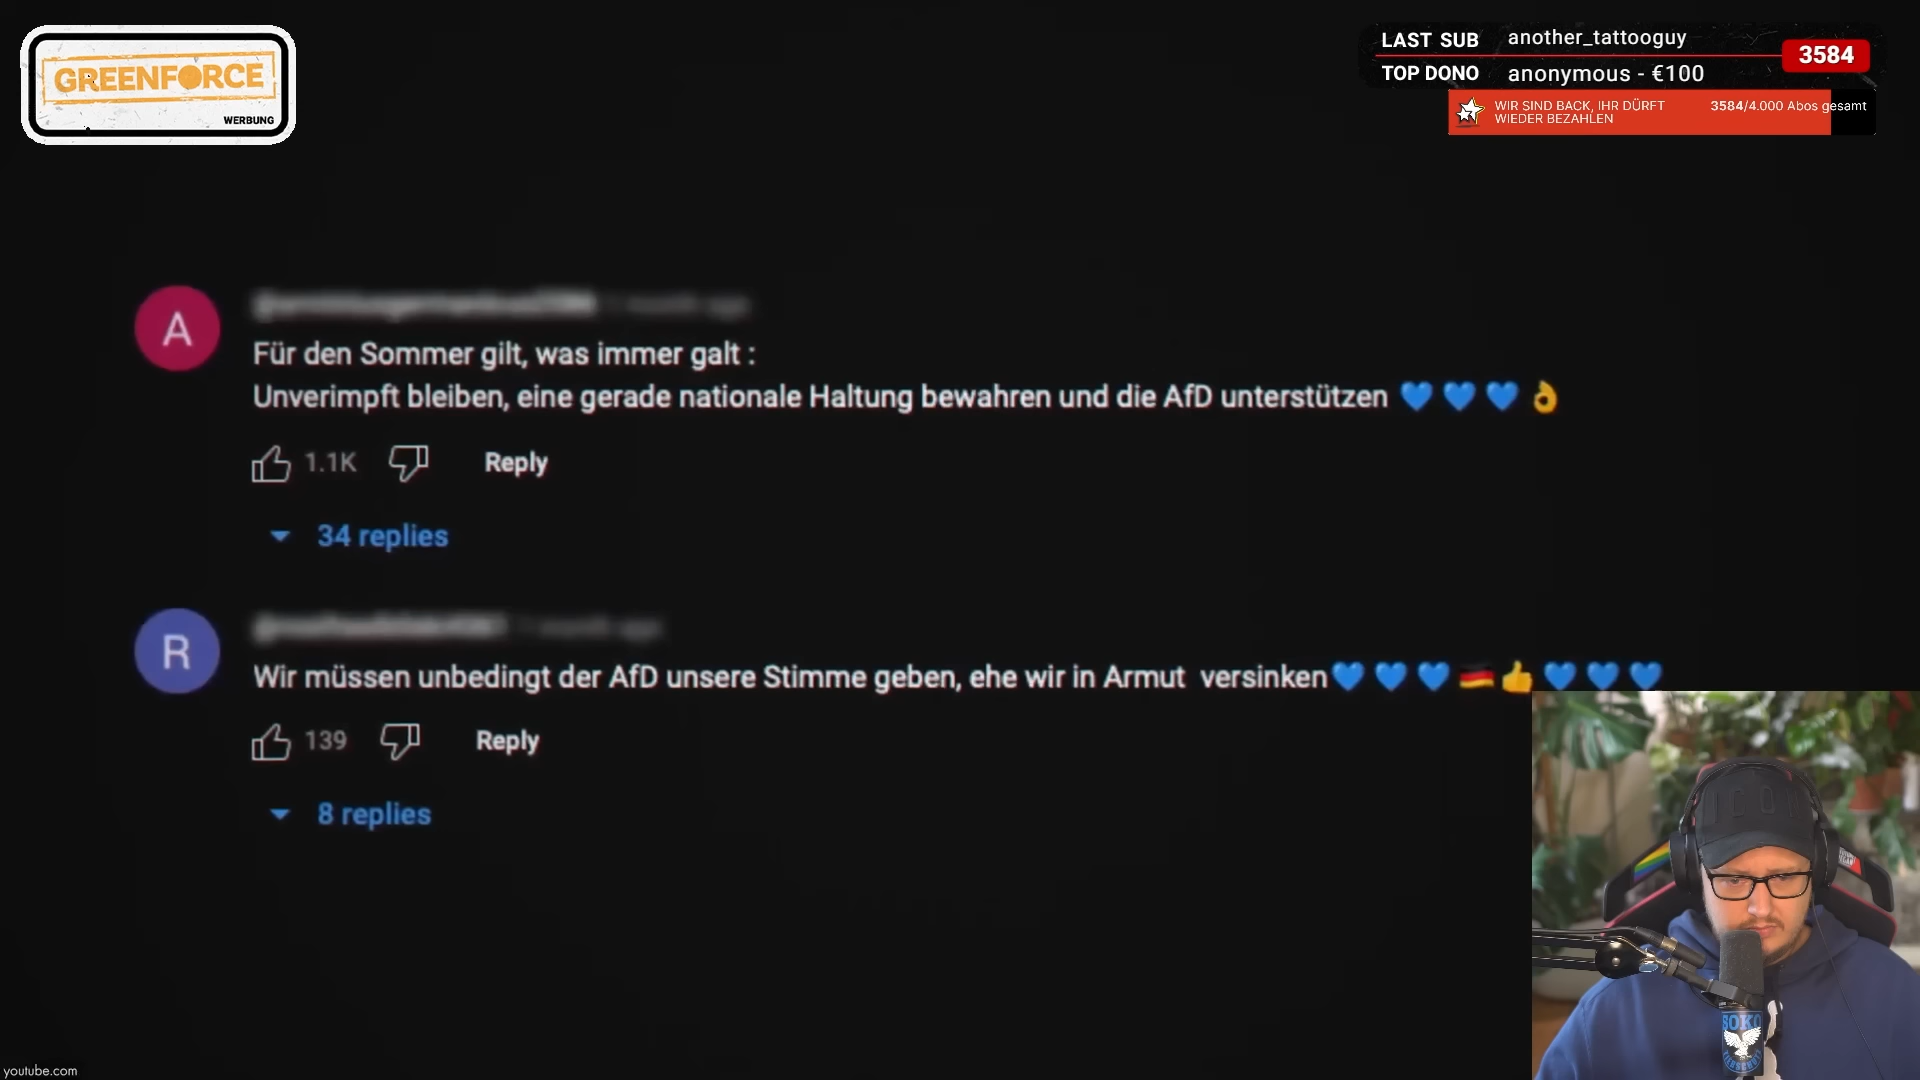 GREENFORCE
WERBUNG
LAST SUB another_tattooguy
TOP DONO anonymous - €100
3584
WIR SIND BACK, IHR DÜRFT
WIEDER BEZAHLEN
3584/4.000 Abos gesamt
A
Für den Sommer gilt, was immer galt :
Unverimpft bleiben, eine gerade nationale Haltung bewahren und die AfD unterstützen 💙 💙 💙 👌
1.1K Reply
34 replies
R
Wir müssen unbedingt der AfD unsere Stimme geben, ehe wir in Armut versinken💙 💙 💙 🇩🇪👍 💙 💙 💙
139 Reply
8 replies
ICON
SOKO
youtube.com